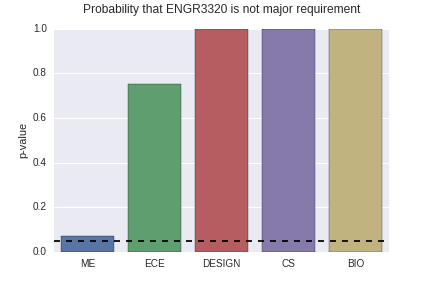 Probability that ENGR3320 is not major requirement
1.0
0.8
0.6
0.4
0.2
0.0
p-value
ME ECE DESIGN CS BIO